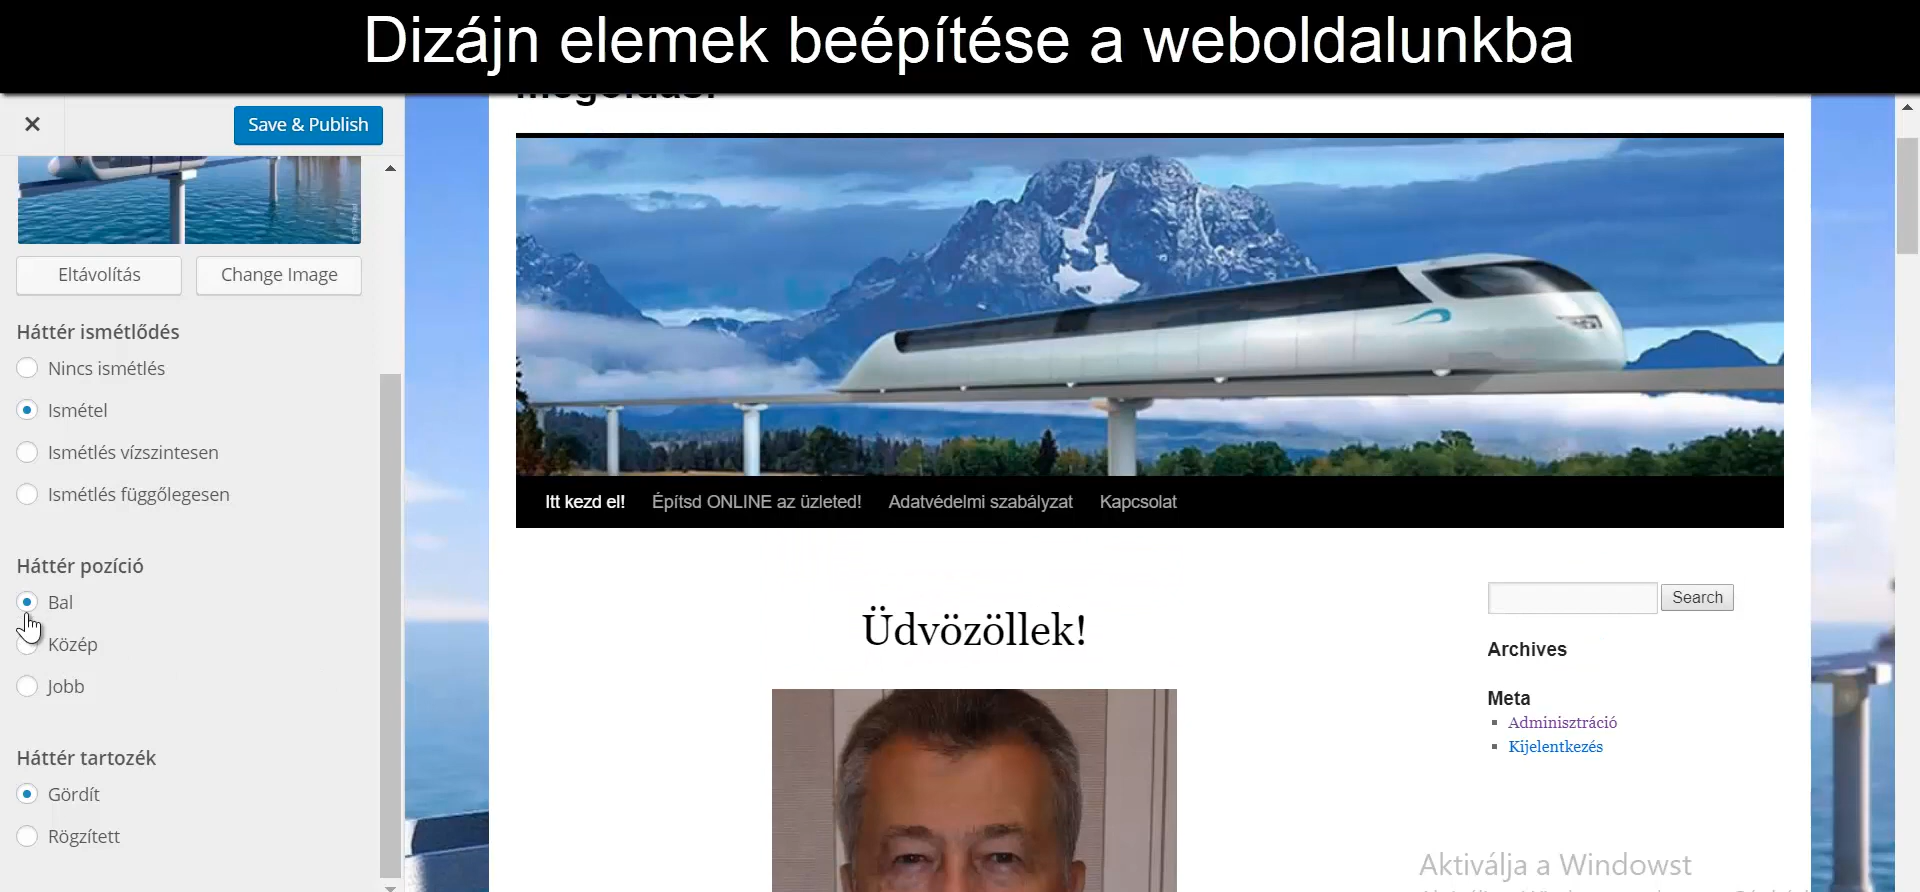 Dizájn elemek beépítése a weboldalunkba
Save & Publish
Eltávolítás
Change Image
Háttér ismétlődés
Nincs ismétlés
Ismétel
Ismétlés vízszintesen
Ismétlés függőlegesen
Háttér pozíció
Bal
Közép
Jobb
Háttér tartozék
Gördít
Rögzített
Itt kezd el! Építsd ONLINE az üzleted! Adatvédelmi szabályzat Kapcsolat
Üdvözöllek!
Search
Archives
Meta
Adminisztráció
Kijelentkezés
Aktiválja a Windowst